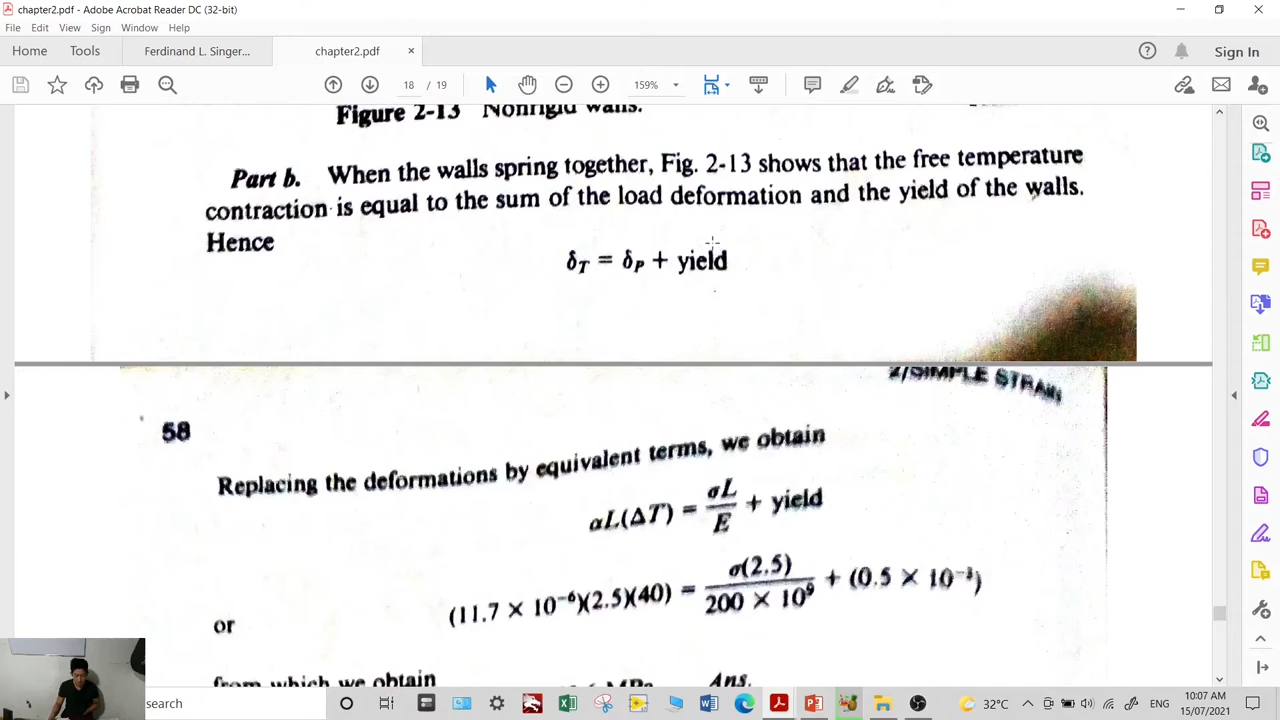 chapter2.pdf - Adobe Acrobat Reader DC (32-bit)
File Edit View Sign Window Help
Home Tools Ferdinand L. Singer... chapter2.pdf × Sign In
18 / 19 159%
Figure 2-13 Nonrigid walls.
Part b. When the walls spring together, Fig. 2-13 shows that the free temperature
contraction is equal to the sum of the load deformation and the yield of the walls.
Hence
δT = δP + yield
2/SIMPLE STRAIN
58
Replacing the deformations by equivalent terms, we obtain
αL(ΔT) = σL/E + yield
or (11.7 × 10⁻⁶)(2.5)(40) = σ(2.5)/200 × 10⁹ + (0.5 × 10⁻³)
from which we obtain MPa Ans.
search
32°C ENG 10:07 AM
15/07/2021